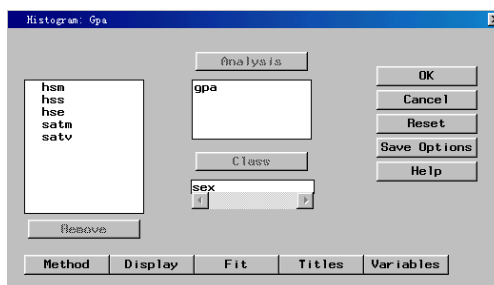 Histogram: Gpa
Analysis
hsm
hss
hse
satm
satv
gpa
Class
sex
Remove
OK
Cancel
Reset
Save Options
Help
Method
Display
Fit
Titles
Variables